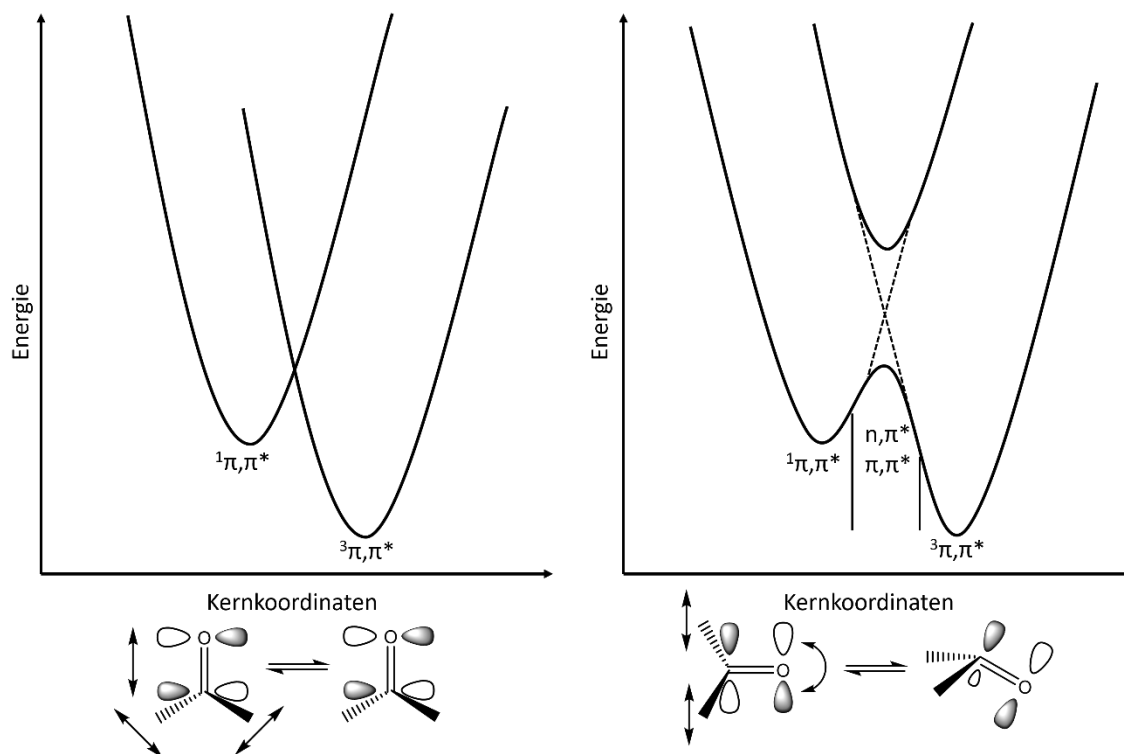 Energie
¹π,π*
³π,π*
Kernkoordinaten
O
O
Energie
n,π*
¹π,π*
π,π*
³π,π*
Kernkoordinaten
O
O